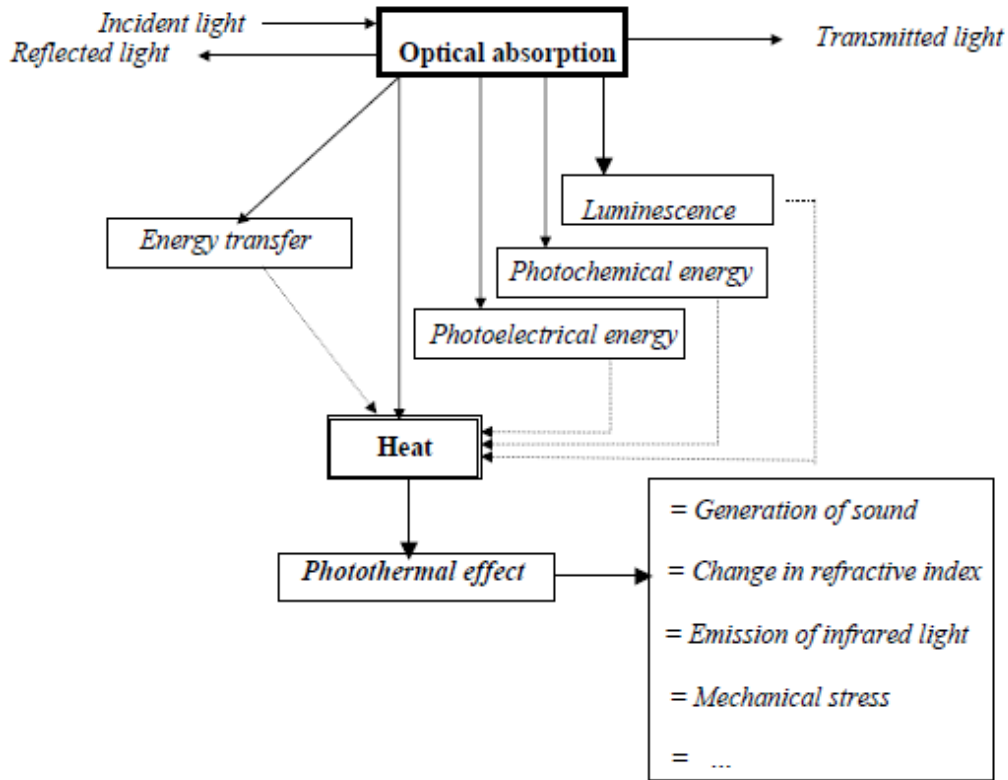 Incident light
Reflected light
Optical absorption
Transmitted light
Luminescence
Energy transfer
Photochemical energy
Photoelectrical energy
Heat
Photothermal effect
= Generation of sound
= Change in refractive index
= Emission of infrared light
= Mechanical stress
= ...